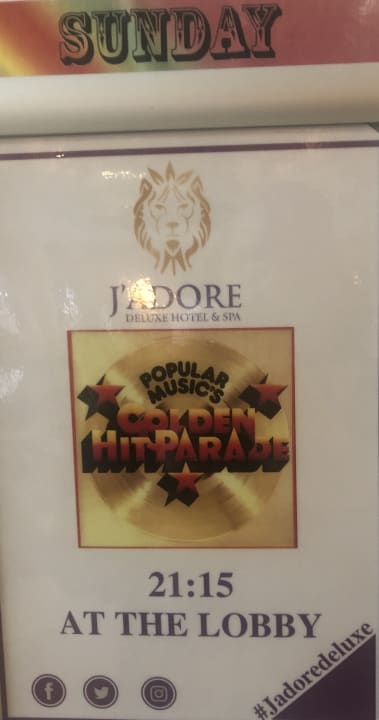 SUNDAY
J'ADORE
DELUXE HOTEL & SPA
POPULAR
MUSIC'S
GOLDEN
HIT PARADE
21:15
AT THE LOBBY
#Jadoredeluxe